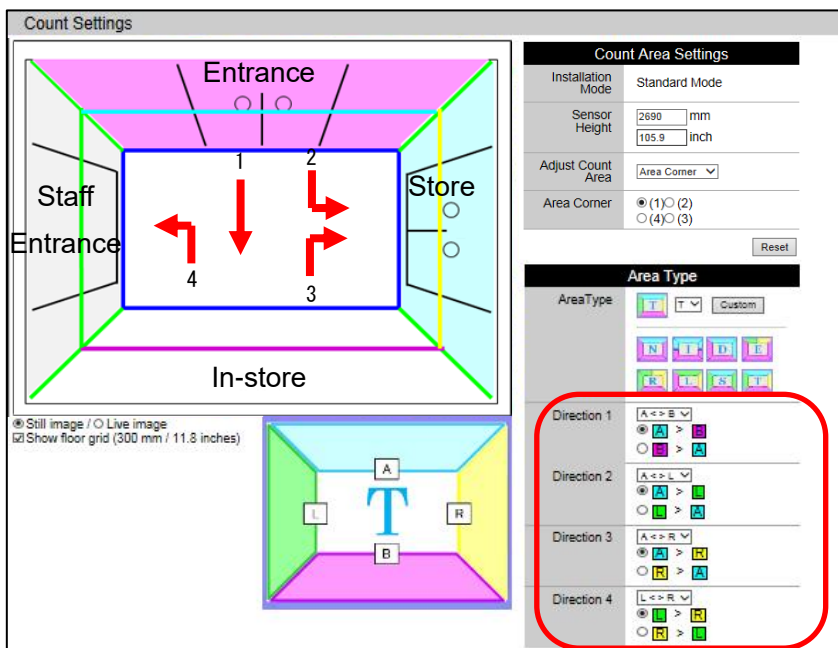 Count Settings
Entrance
1
2
Staff
Entrance
Store
4
3
In-store
Still image / Live image
Show floor grid (300 mm / 11.8 inches)
A
L
T
R
B
Count Area Settings
Installation
Mode
Standard Mode
Sensor
Height
2690 mm
105.9 inch
Adjust Count
Area
Area Corner
Area Corner
(1) (2)
(4) (3)
Reset
Area Type
AreaType
T T Custom
N I D E
R L S T
Direction 1
A < > B
A > B
B > A
Direction 2
A < > L
A > L
L > A
Direction 3
A < > R
A > R
R > A
Direction 4
L < > R
L > R
R > L